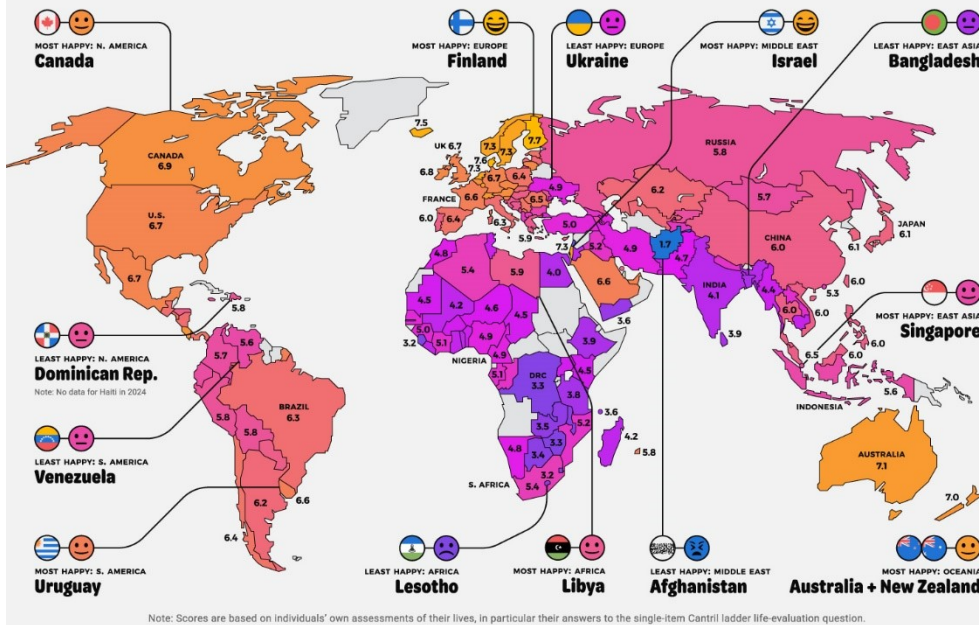 MOST HAPPY: N. AMERICA
Canada
MOST HAPPY: EUROPE
Finland
LEAST HAPPY: EUROPE
Ukraine
MOST HAPPY: MIDDLE EAST
Israel
LEAST HAPPY: EAST ASIA
Bangladesh
CANADA
6.9
U.S.
6.7
6.7
7.5
UK 6.7
6.8
7.3
7.3
7.7
7.6
7.3
6.7
6.4
FRANCE
6.6
6.5
4.9
6.0
6.4
6.3
5.9
5.0
RUSSIA
5.8
6.2
5.7
JAPAN
6.1
6.1
CHINA
6.0
7.3
5.2
4.9
1.7
4.7
INDIA
4.1
4.4
3.9
6.0
5.3
6.0
6.0
6.0
6.0
6.5
5.6
INDONESIA
4.8
5.4
5.9
4.0
6.6
3.6
4.5
4.2
4.6
4.5
5.0
3.2
5.1
4.9
NIGERIA
4.9
5.1
3.9
4.5
DRC
3.3
3.8
3.6
3.5
5.2
4.2
5.8
4.8
3.4
3.3
3.2
S. AFRICA
5.4
5.8
LEAST HAPPY: N. AMERICA
Dominican Rep.
Note: No data for Haiti in 2024
5.7
5.6
BRAZIL
6.3
5.8
5.8
6.2
6.6
6.4
LEAST HAPPY: S. AMERICA
Venezuela
MOST HAPPY: S. AMERICA
Uruguay
MOST HAPPY: EAST ASIA
Singapore
AUSTRALIA
7.1
7.0
LEAST HAPPY: AFRICA
Lesotho
MOST HAPPY: AFRICA
Libya
LEAST HAPPY: MIDDLE EAST
Afghanistan
MOST HAPPY: OCEANIA
Australia + New Zealand
Note: Scores are based on individuals' own assessments of their lives, in particular their answers to the single-item Cantril ladder life-evaluation question.